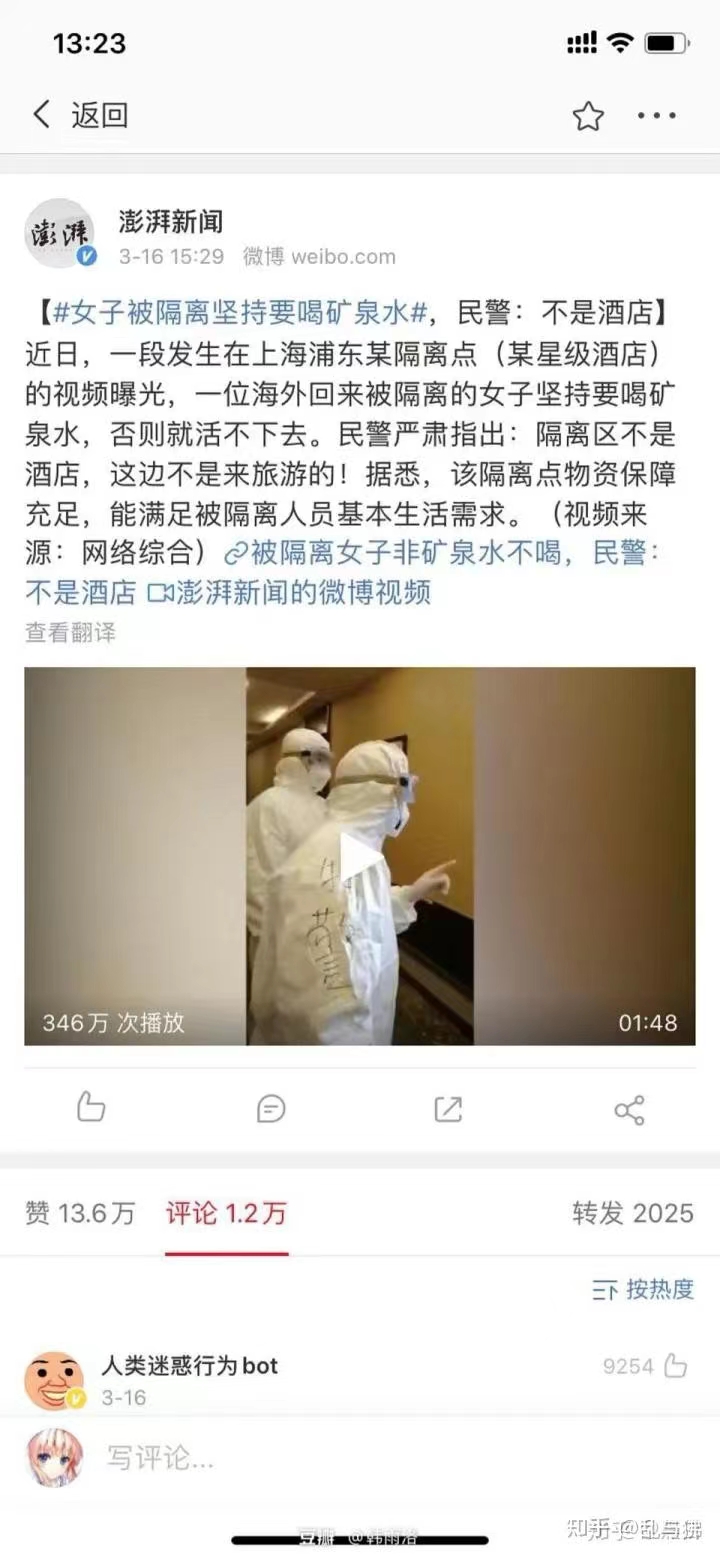 13:23
返回
澎湃
澎湃新闻
3-16 15:29 微博 weibo.com
【#女子被隔离坚持要喝矿泉水#，民警：不是酒店】
近日，一段发生在上海浦东某隔离点（某星级酒店）
的视频曝光，一位海外回来被隔离的女子坚持要喝矿
泉水，否则就活不下去。民警严肃指出：隔离区不是
酒店，这边不是来旅游的！据悉，该隔离点物资保障
充足，能满足被隔离人员基本生活需求。（视频来
源：网络综合）被隔离女子非矿泉水不喝，民警：
不是酒店 澎湃新闻的微博视频
查看翻译
特
警
346万 次播放
01:48
赞 13.6万
评论 1.2万
转发 2025
按热度
人类迷惑行为bot
9254
3-16
写评论...
豆瓣 @韩雨洛
知乎 @乱与佛